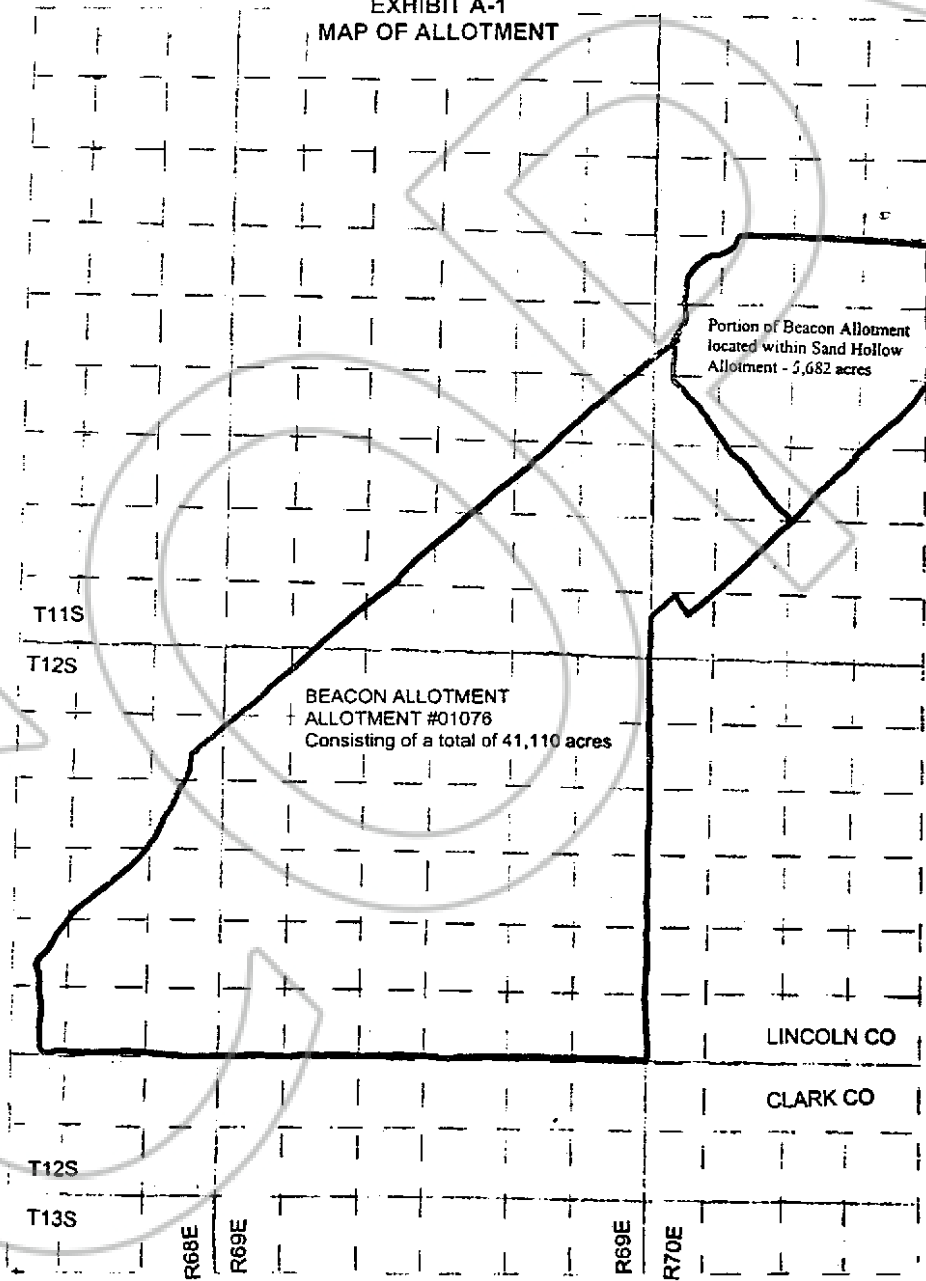 EXHIBIT A-1
MAP OF ALLOTMENT
Portion of Beacon Allotment
located within Sand Hollow
Allotment - 5,682 acres
T11S
T12S
BEACON ALLOTMENT
ALLOTMENT #01076
Consisting of a total of 41,110 acres
LINCOLN CO
CLARK CO
T12S
T13S
R68E
R69E
R69E
R70E